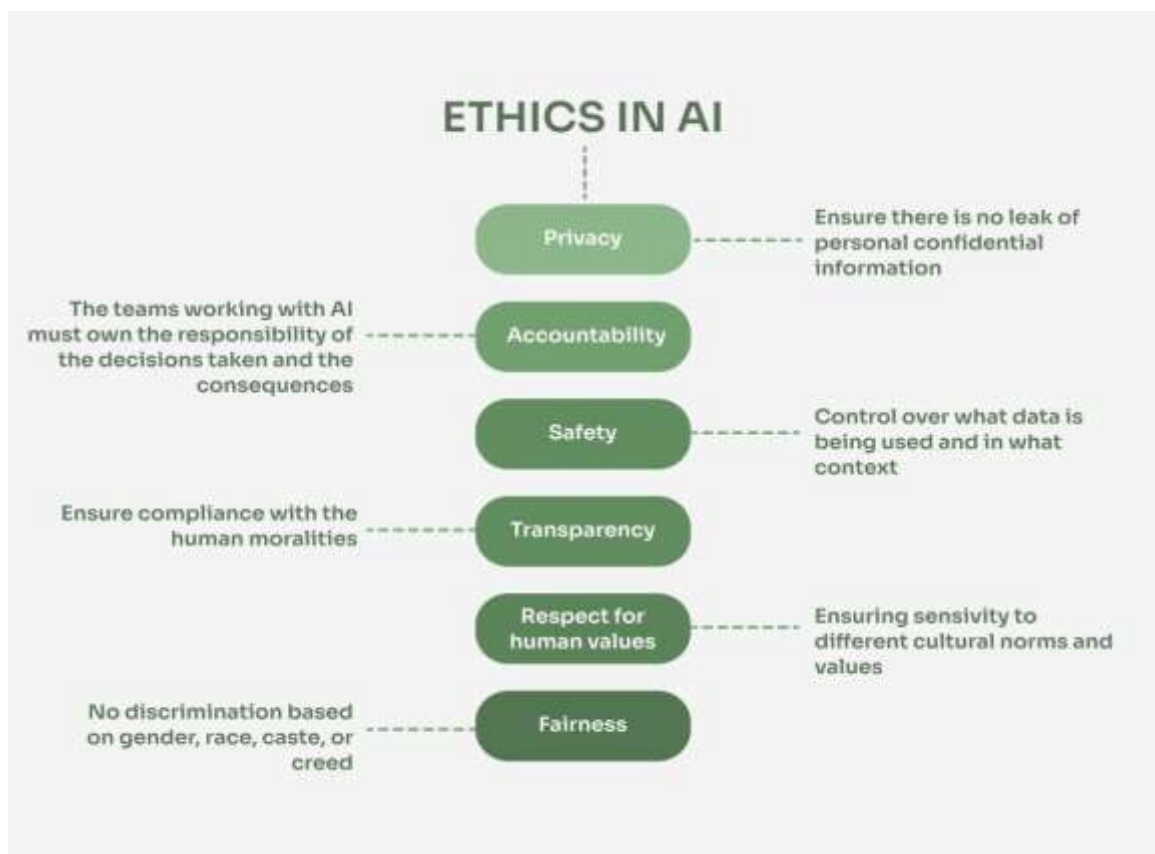 ETHICS IN AI
Privacy
Ensure there is no leak of
personal confidential
information
The teams working with AI
must own the responsibility of
the decisions taken and the
consequences
Accountability
Safety
Control over what data is
being used and in what
context
Ensure compliance with the
human moralities
Transparency
Respect for
human values
Ensuring sensivity to
different cultural norms and
values
No discrimination based
on gender, race, caste, or
creed
Fairness